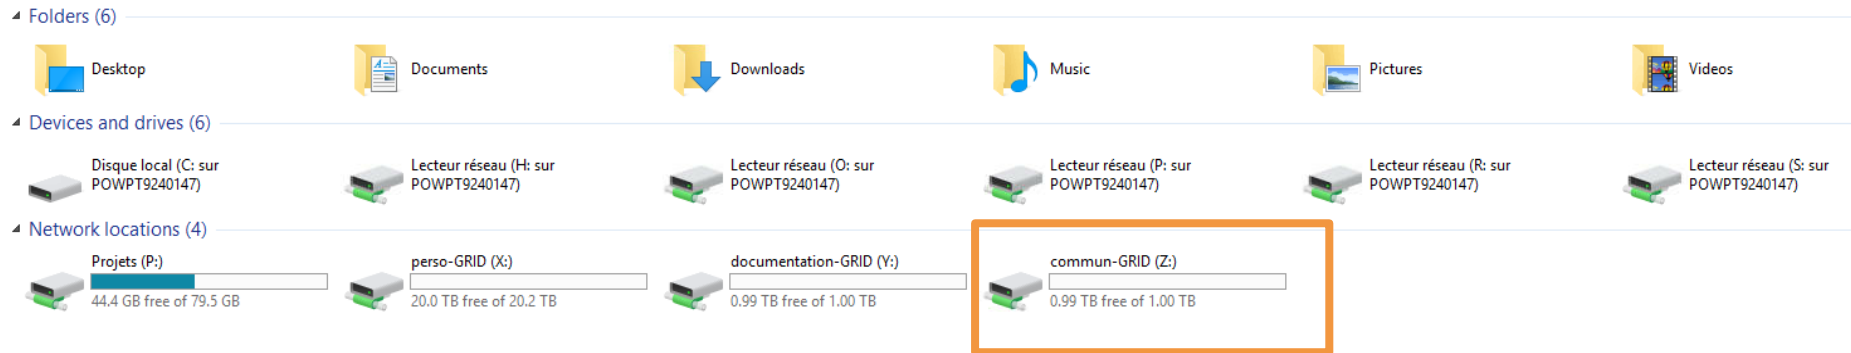 Folders (6)
Desktop
Documents
Downloads
Music
Pictures
Videos
Devices and drives (6)
Disque local (C: sur
POWPT9240147)
Lecteur réseau (H: sur
POWPT9240147)
Lecteur réseau (O: sur
POWPT9240147)
Lecteur réseau (P: sur
POWPT9240147)
Lecteur réseau (R: sur
POWPT9240147)
Lecteur réseau (S: sur
POWPT9240147)
Network locations (4)
Projets (P:)
44.4 GB free of 79.5 GB
perso-GRID (X:)
20.0 TB free of 20.2 TB
documentation-GRID (Y:)
0.99 TB free of 1.00 TB
commun-GRID (Z:)
0.99 TB free of 1.00 TB